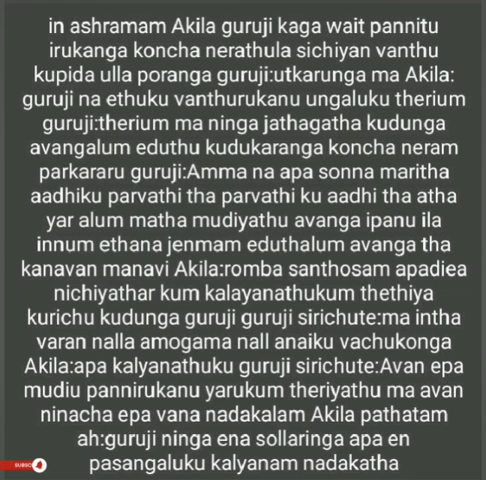 in ashramam Akila guruji kaga wait pannitu
irukanga koncha nerathula sichiyan vanthu
kupida ulla poranga guruji:utkarunga ma Akila:
guruji na ethuku vanthurukanu ungaluku therium
guruji:therium ma ninga jathagatha kudunga
avangalum eduthu kudukaranga koncha neram
parkararu guruji:Amma na apa sonna maritha
aadhiku parvathi tha parvathi ku aadhi tha atha
yar alum matha mudiyathu avanga ipanu ila
innum ethana jenmam eduthalum avanga tha
kanavan manavi Akila:romba santhosam apadiea
nichiyathar kum kalayanathukum thethiya
kurichu kudunga guruji guruji sirichute:ma intha
varan nalla amogama nall anaiku vachukonga
Akila:apa kalyanathuku guruji sirichute:Avan epa
mudiu pannirukanu yarukum theriyathu ma avan
ninacha epa vana nadakalam Akila pathatam
ah:guruji ninga ena sollaringa apa en
pasangaluku kalyanam nadakatha